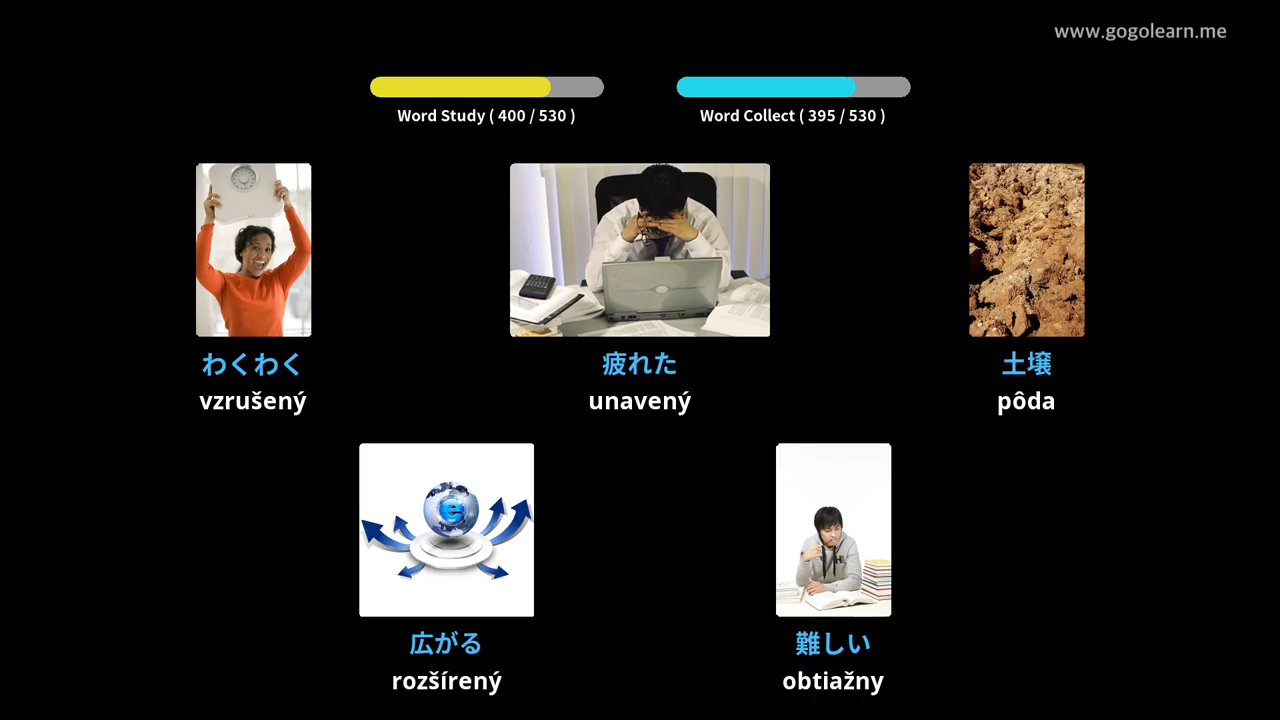 www.gogolearn.me
Word Study ( 400 / 530 )
Word Collect ( 395 / 530 )
わくわく
vzrušený
疲れた
unavený
土壌
pôda
広がる
rozšírený
難しい
obtiažny